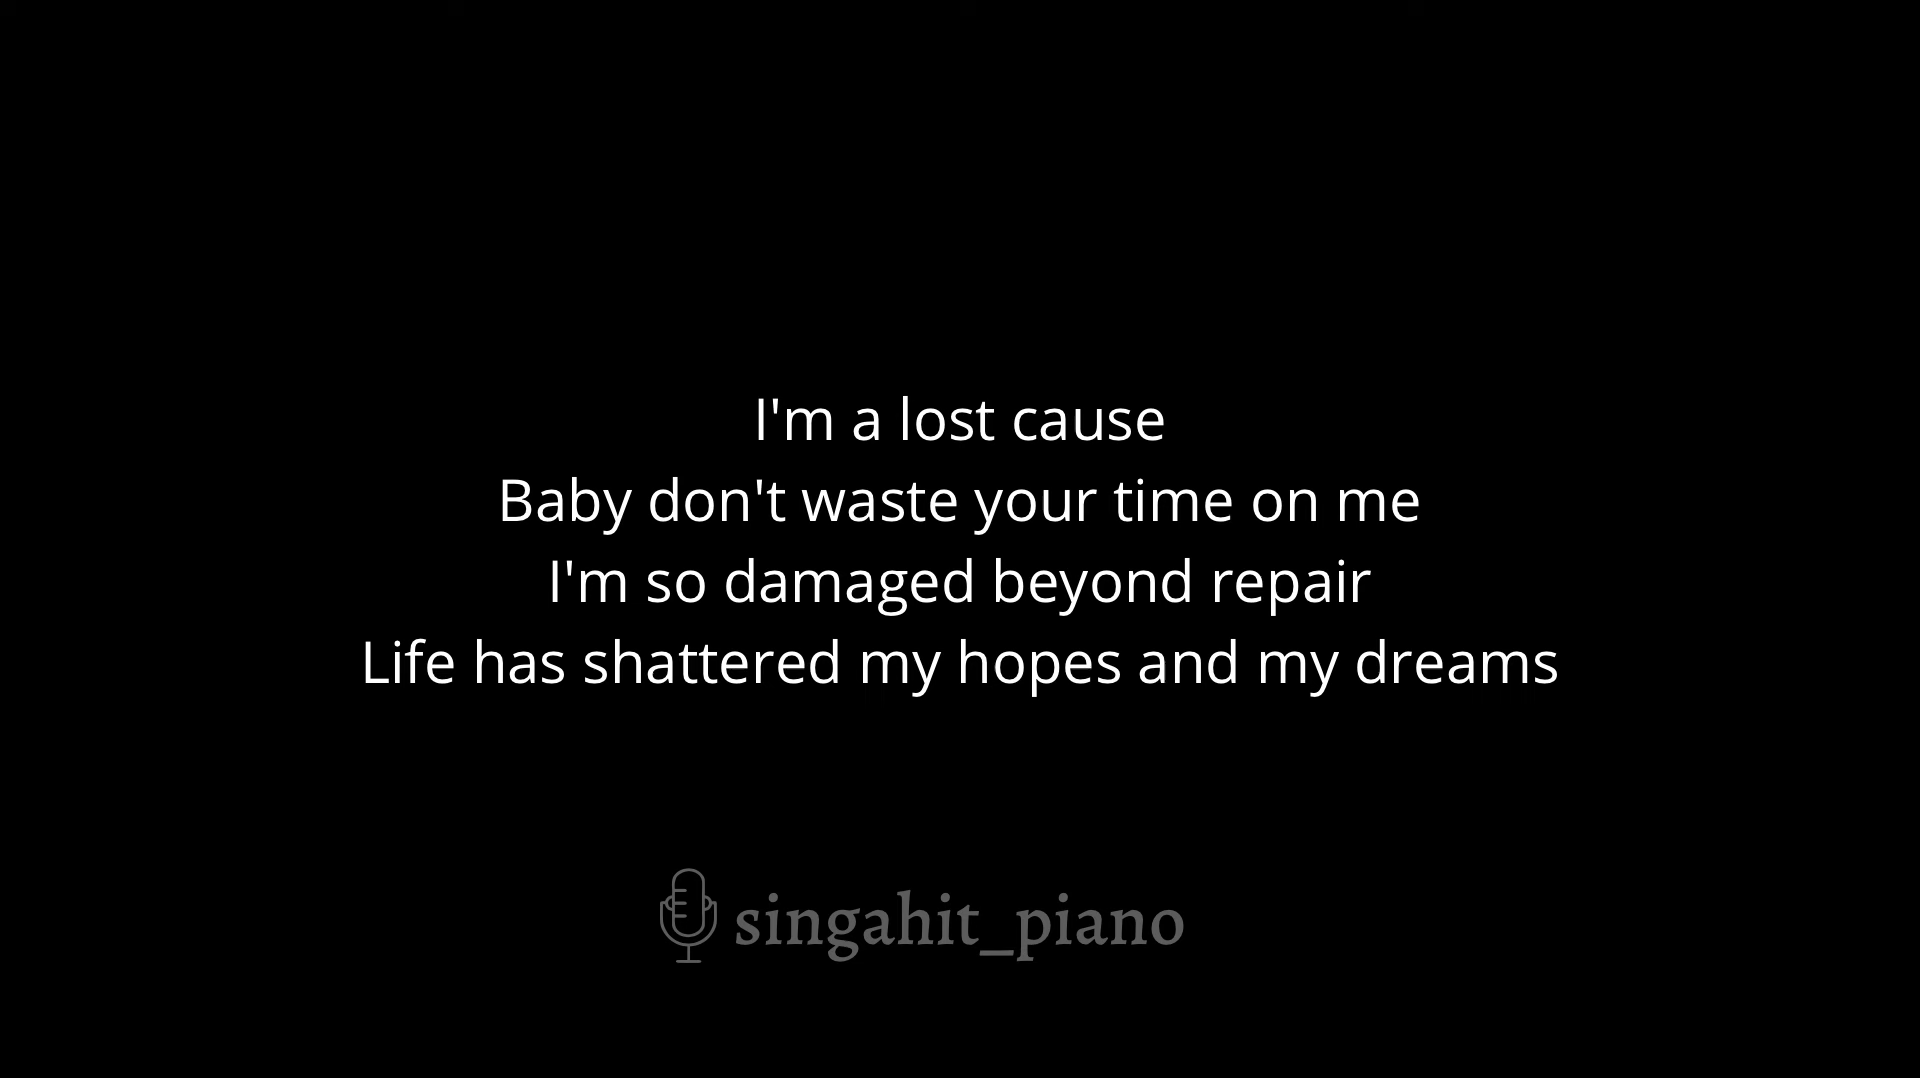 I'm a lost cause
Baby don't waste your time on me
I'm so damaged beyond repair
Life has shattered my hopes and my dreams
singahit_piano